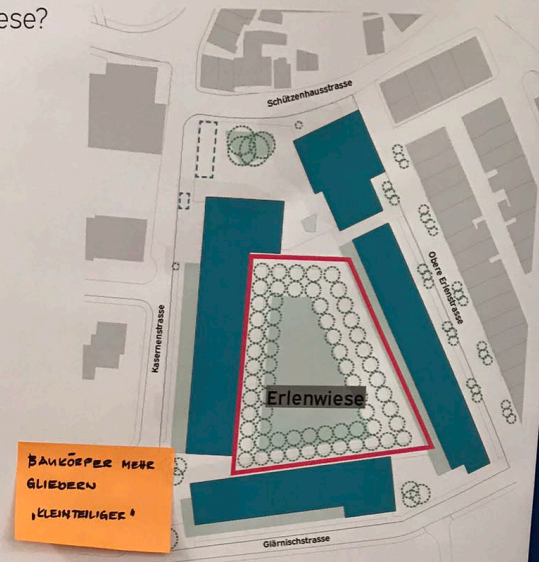 ese?
Schützenhausstrasse
Obere Erlenstrasse
Kasernenstrasse
Erlenwiese
BAUKÖRPER MEHR
GLIEDERN
"KLEINTEILIGER"
Glärnischstrasse